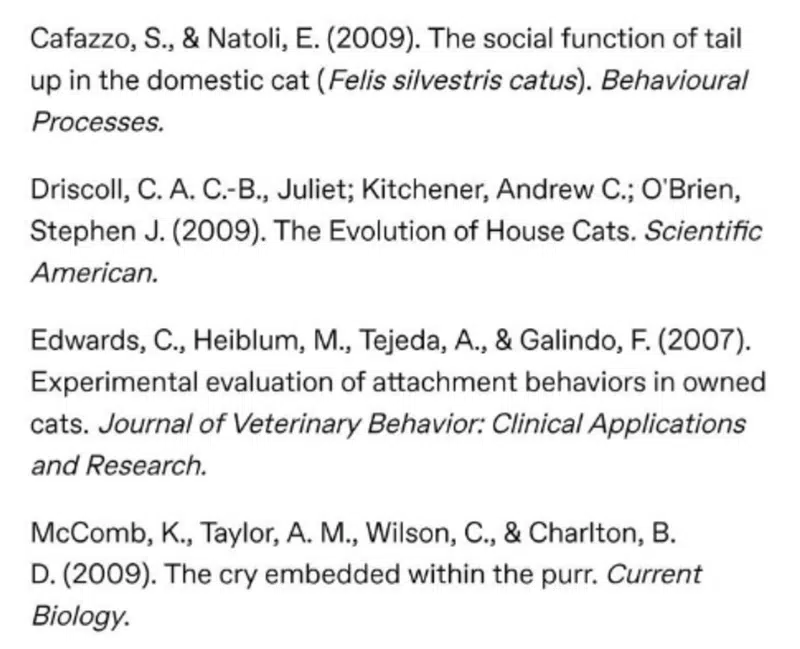 Cafazzo, S., & Natoli, E. (2009). The social function of tail
up in the domestic cat (Felis silvestris catus). Behavioural
Processes.
Driscoll, C. A. C.-B., Juliet; Kitchener, Andrew C.; O'Brien,
Stephen J. (2009). The Evolution of House Cats. Scientific
American.
Edwards, C., Heiblum, M., Tejeda, A., & Galindo, F. (2007).
Experimental evaluation of attachment behaviors in owned
cats. Journal of Veterinary Behavior: Clinical Applications
and Research.
McComb, K., Taylor, A. M., Wilson, C., & Charlton, B.
D. (2009). The cry embedded within the purr. Current
Biology.